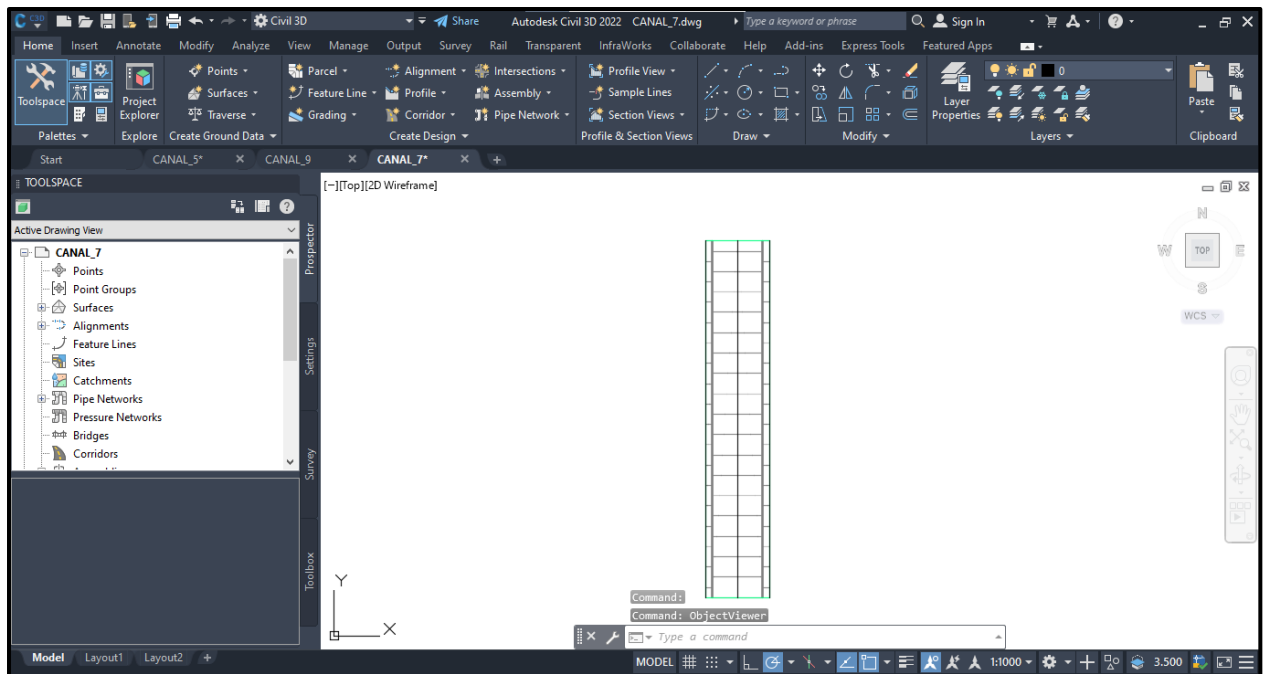 C 3D Civil 3D Share Autodesk Civil 3D 2022 CANAL_7.dwg Type a keyword or phrase Sign In
Home Insert Annotate Modify Analyze View Manage Output Survey Rail Transparent InfraWorks Collaborate Help Add-ins Express Tools Featured Apps
Points Parcel Alignment Intersections Profile View 0
Surfaces Feature Line Profile Assembly Sample Lines
Toolspace Project Explorer Layer Properties Paste
Traverse Grading Corridor Pipe Network Section Views
Palettes Explore Create Ground Data Create Design Profile & Section Views Draw Modify Layers Clipboard
Start CANAL_5* CANAL_9 CANAL_7*
TOOLSPACE
[−][Top][2D Wireframe]
Active Drawing View
CANAL_7
Points
Point Groups
Surfaces
Alignments
Feature Lines
Sites
Catchments
Pipe Networks
Pressure Networks
Bridges
Corridors
Prospector
Settings
Survey
Toolbox
N
W TOP E
S
WCS
Y
X
Command:
Command: ObjectViewer
Type a command
Model Layout1 Layout2 +
MODEL 1:1000 3.500